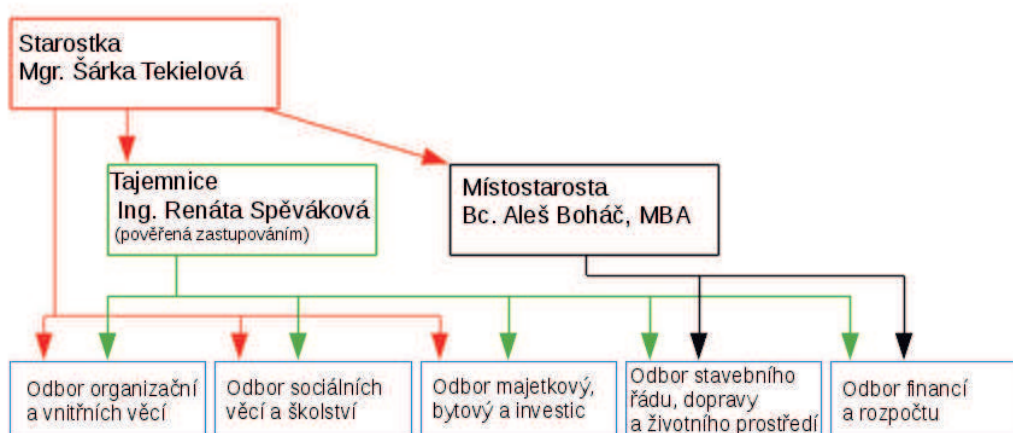 Starostka
Mgr. Šárka Tekielová
Tajemnice
Ing. Renáta Spěváková
(pověřená zastupováním)
Místostarosta
Bc. Aleš Boháč, MBA
Odbor organizační
a vnitřních věcí
Odbor sociálních
věcí a školství
Odbor majetkový,
bytový a investic
Odbor stavebního
řádu, dopravy
a životního prostředí
Odbor financí
a rozpočtu